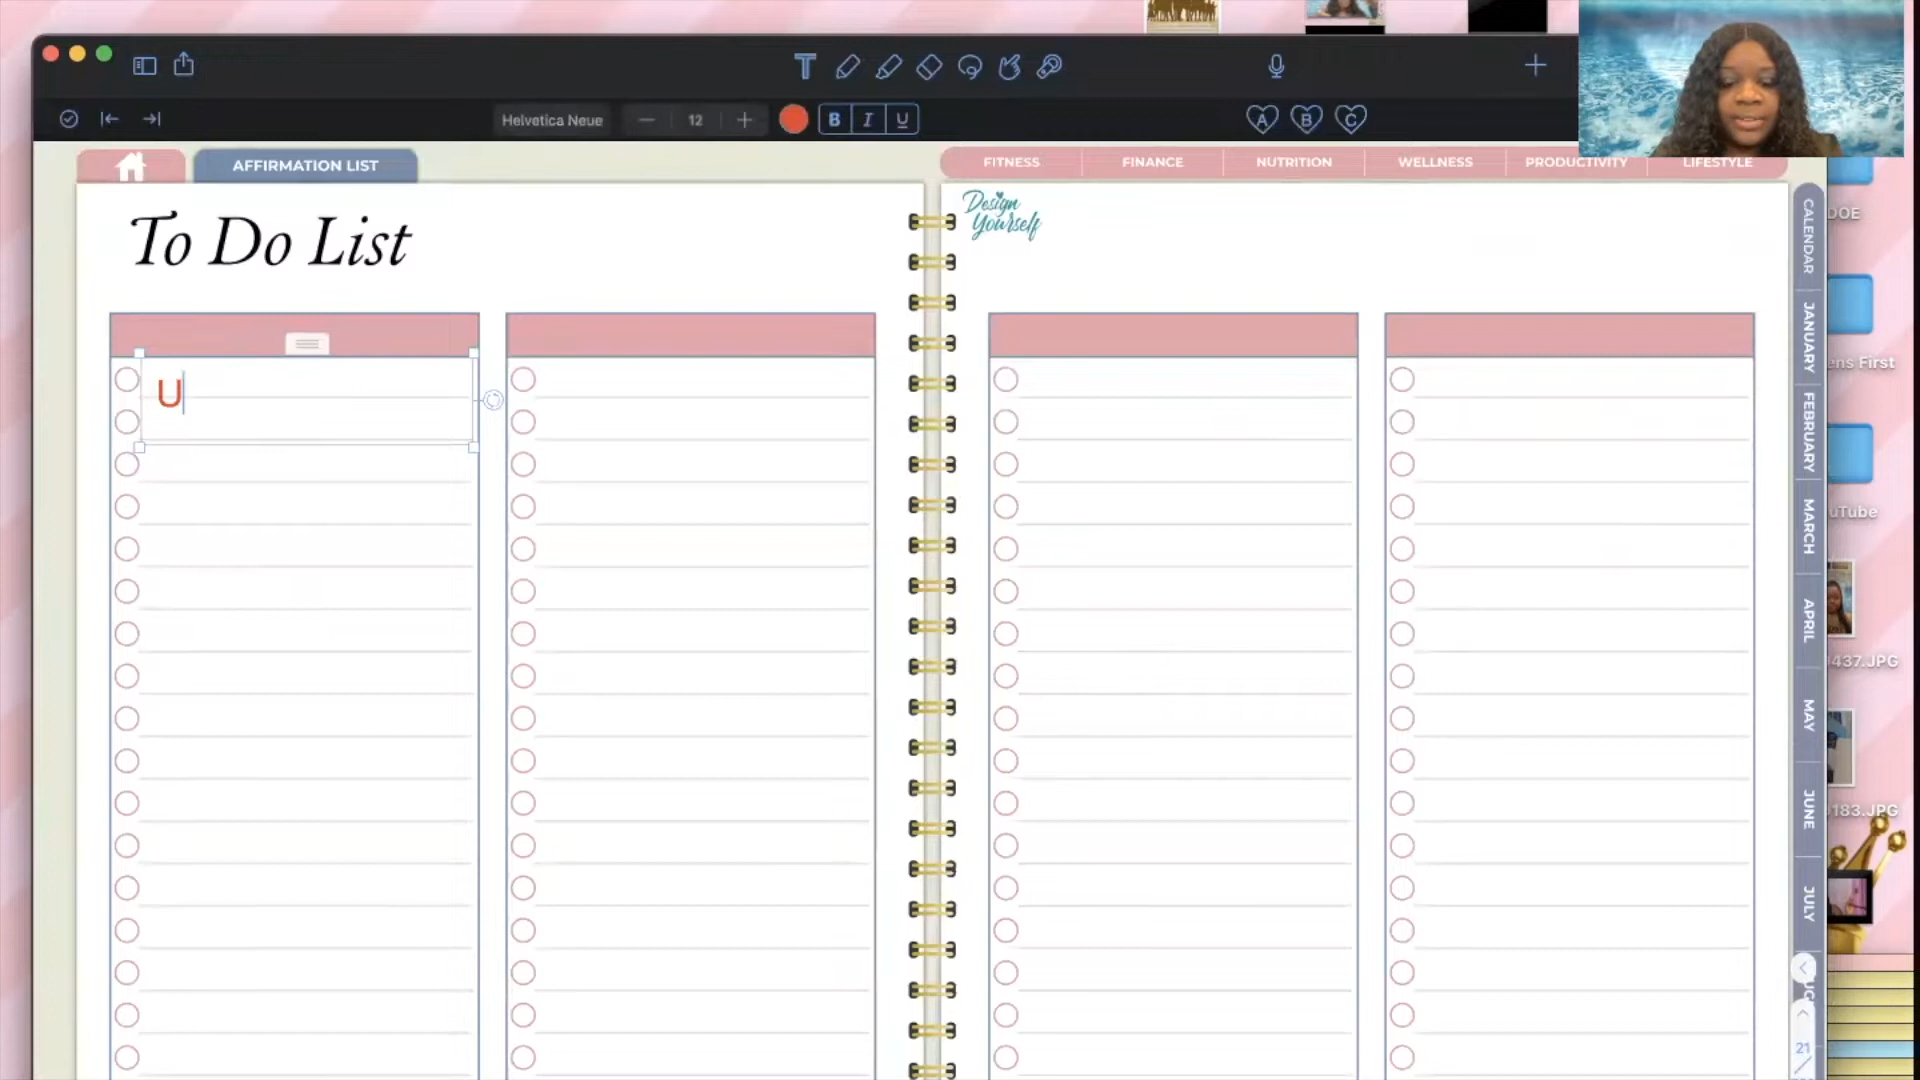 Helvetica Neue
12
B I U
A B C
AFFIRMATION LIST
FITNESS
FINANCE
NUTRITION
WELLNESS
PRODUCTIVITY
LIFESTYLE
To Do List
Design
Yourself
U
CALENDAR
JANUARY
FEBRUARY
MARCH
APRIL
MAY
JUNE
JULY
21
DOE
ens First
uTube
437.JPG
183.JPG